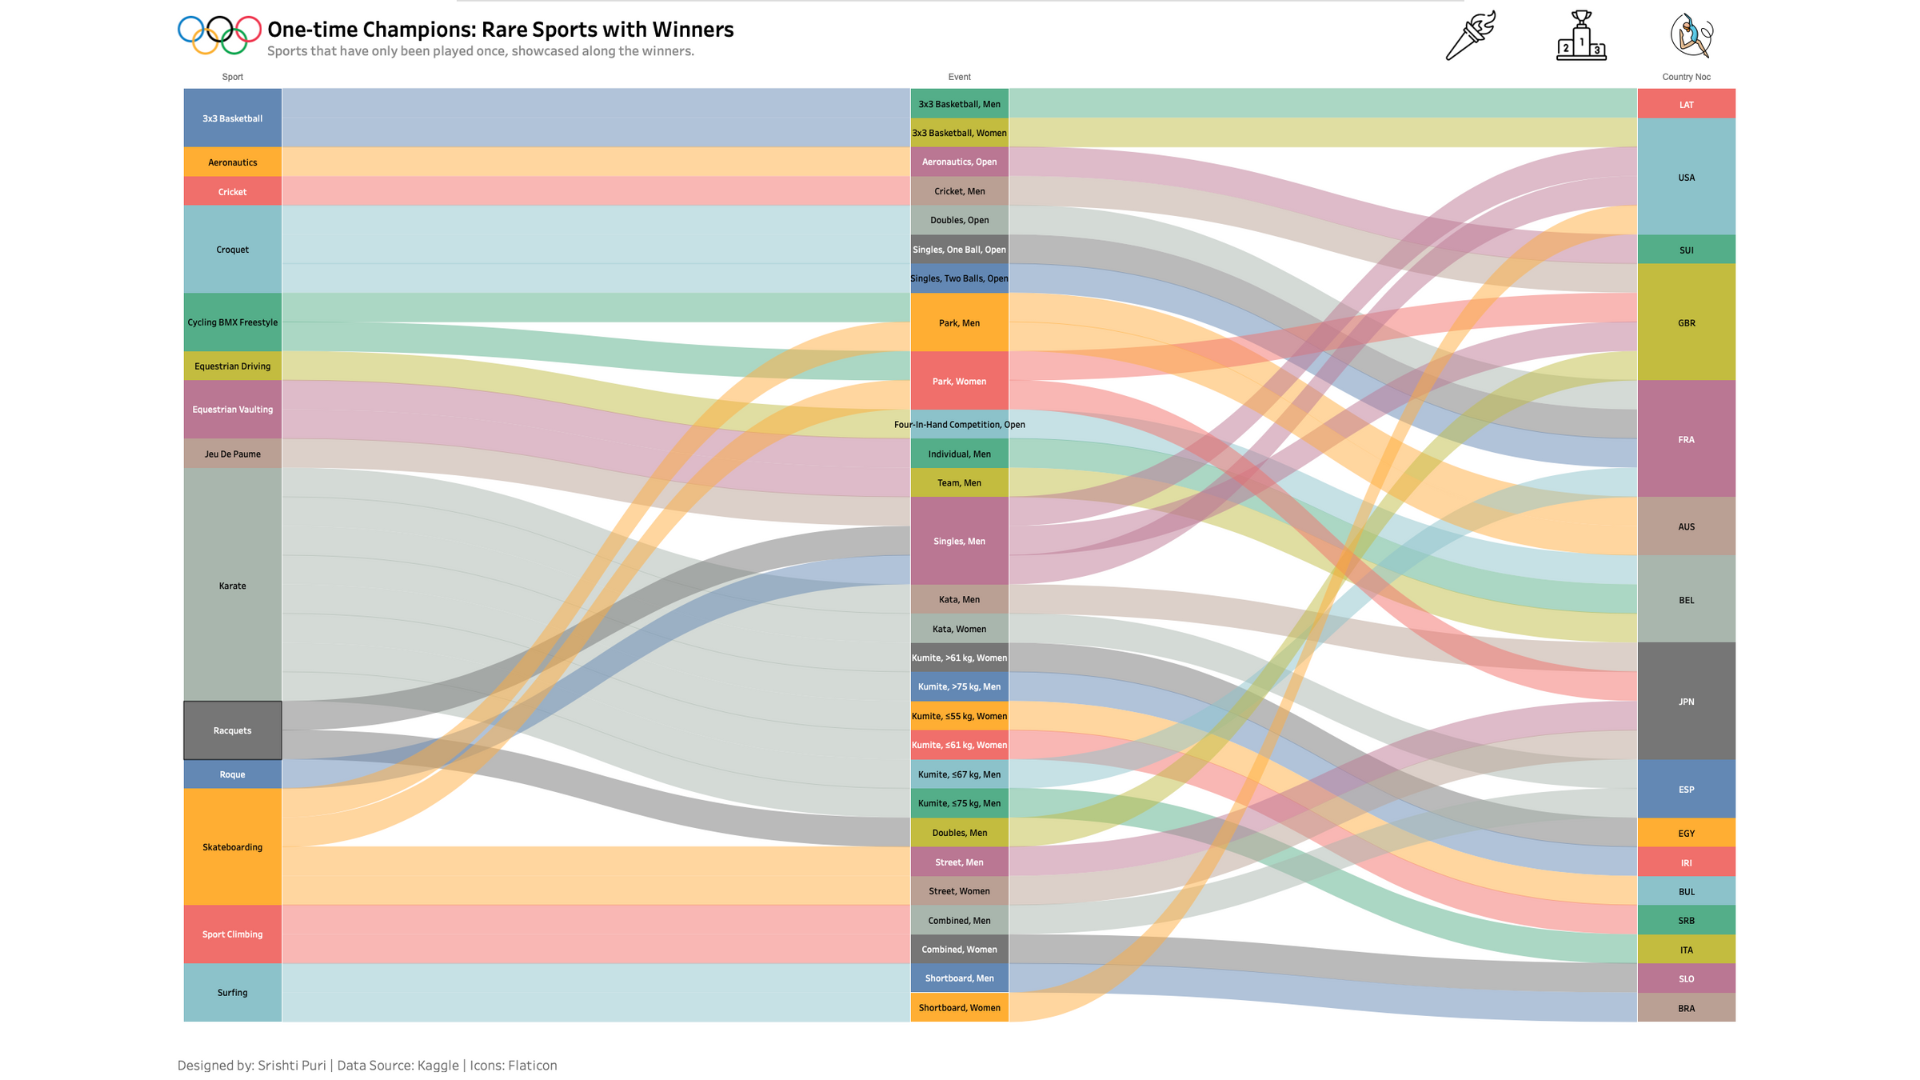 One-time Champions: Rare Sports with Winners
Sports that have only been played once, showcased along the winners.
2 1 3
Sport
Event
Country Noc
3x3 Basketball
Aeronautics
Cricket
Croquet
Cycling BMX Freestyle
Equestrian Driving
Equestrian Vaulting
Jeu De Paume
Karate
Racquets
Roque
Skateboarding
Sport Climbing
Surfing
3x3 Basketball, Men
3x3 Basketball, Women
Aeronautics, Open
Cricket, Men
Doubles, Open
Singles, One Ball, Open
Singles, Two Balls, Open
Park, Men
Park, Women
Four-In-Hand Competition, Open
Individual, Men
Team, Men
Singles, Men
Kata, Men
Kata, Women
Kumite, >61 kg, Women
Kumite, >75 kg, Men
Kumite, ≤55 kg, Women
Kumite, ≤61 kg, Women
Kumite, ≤67 kg, Men
Kumite, ≤75 kg, Men
Doubles, Men
Street, Men
Street, Women
Combined, Men
Combined, Women
Shortboard, Men
Shortboard, Women
LAT
USA
SUI
GBR
FRA
AUS
BEL
JPN
ESP
EGY
IRI
BUL
SRB
ITA
SLO
BRA
Designed by: Srishti Puri | Data Source: Kaggle | Icons: Flaticon